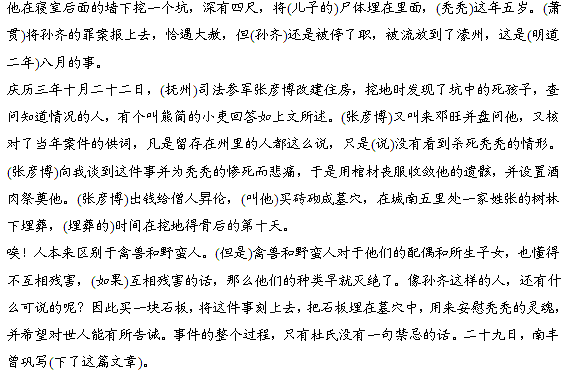 他在寝室后面的墙下挖一个坑，深有四尺，将(儿子的)尸体埋在里面，(秃秃)这年五岁。(萧
贯)将孙齐的罪案报上去，恰遇大赦，但(孙齐)还是被停了职，被流放到了濠州，这是(明道
二年)八月的事。
庆历三年十月二十二日，(抚州)司法参军张彦博改建住房，挖地时发现了坑中的死孩子，查
问知道情况的人，有个叫熊简的小吏回答如上文所述。(张彦博)又叫来邓旺并盘问他，又核
对了当年案件的供词，凡是留存在州里的人都这么说，只是(说)没有看到杀死秃秃的情形。
(张彦博)向我谈到这件事并为秃秃的惨死而悲痛，于是用棺材丧服收敛他的遗骸，并设置酒
肉祭奠他。(张彦博)出钱给僧人昇伦，(叫他)买砖砌成墓穴，在城南五里处一家姓张的树林
下埋葬，(埋葬的)时间在挖地得骨后的第十天。
唉！人本来区别于禽兽和野蛮人。(但是)禽兽和野蛮人对于他们的配偶和所生子女，也懂得
不互相残害，(如果)互相残害的话，那么他们的种类早就灭绝了。像孙齐这样的人，还有什
么可说的呢？因此买一块石板，将这件事刻上去，把石板埋在墓穴中，用来安慰秃秃的灵魂，
并希望对世人能有所告诫。事件的整个过程，只有杜氏没有一句禁忌的话。二十九日，南丰
曾巩写(下了这篇文章)。